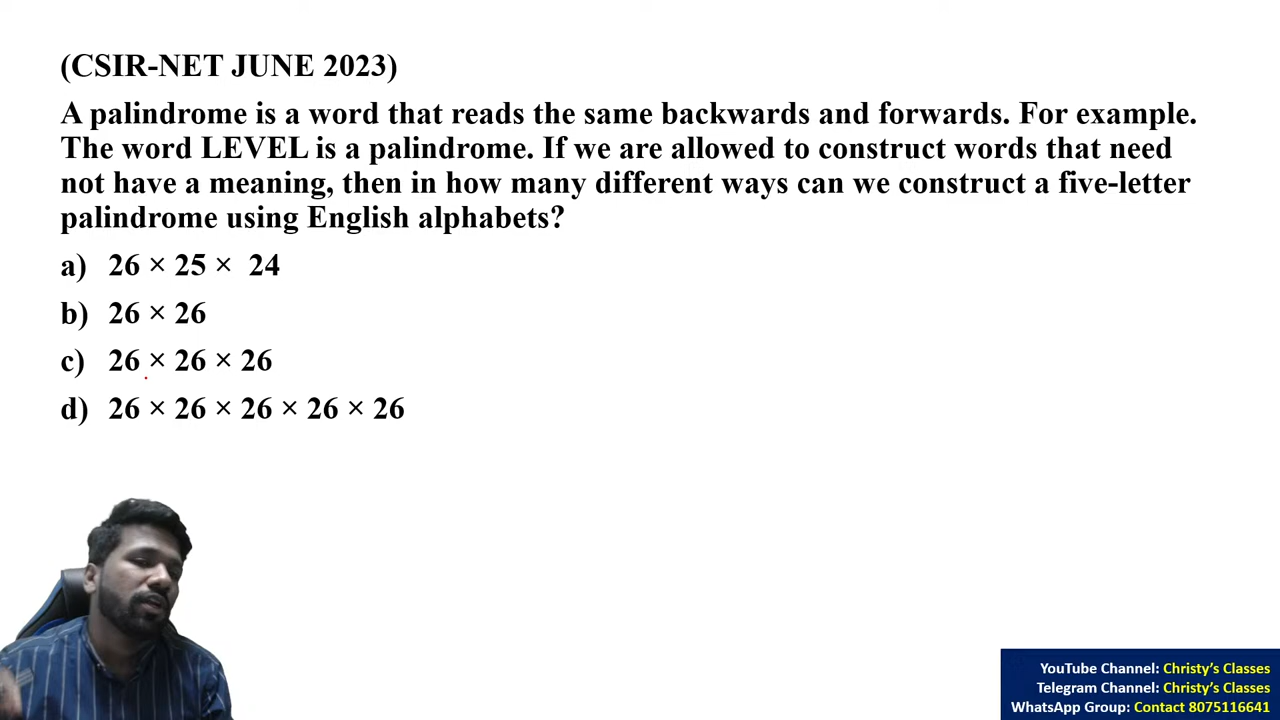 (CSIR-NET JUNE 2023)
A palindrome is a word that reads the same backwards and forwards. For example.
The word LEVEL is a palindrome. If we are allowed to construct words that need
not have a meaning, then in how many different ways can we construct a five-letter
palindrome using English alphabets?
a) 26 × 25 × 24
b) 26 × 26
c) 26 × 26 × 26
d) 26 × 26 × 26 × 26 × 26
YouTube Channel: Christy's Classes
Telegram Channel: Christy's Classes
WhatsApp Group: Contact 8075116641